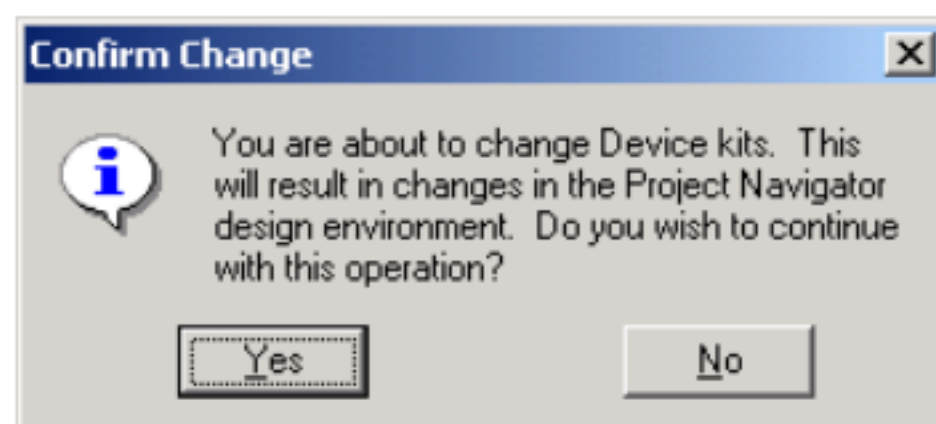 Confirm Change
You are about to change Device kits.  This
will result in changes in the Project Navigator
design environment.  Do you wish to continue
with this operation?
Yes
No